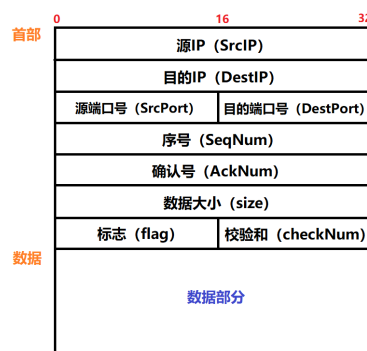 0 16 32
首部
源IP（SrcIP）
目的IP（DestIP）
源端口号（SrcPort） 目的端口号（DestPort）
序号（SeqNum）
确认号（AckNum）
数据大小（size）
标志（flag） 校验和（checkNum）
数据
数据部分